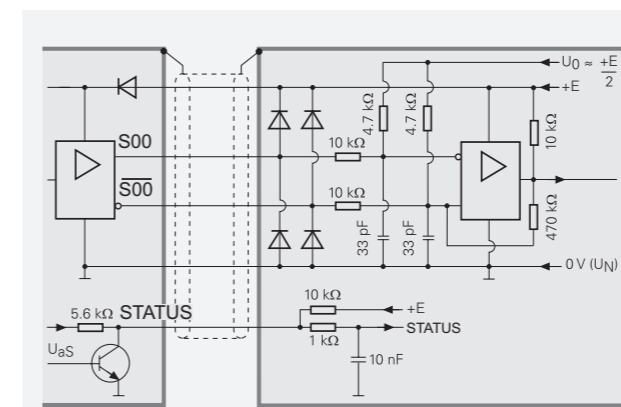 U0 ≈ +E/2
+E
S00
S00
10 kΩ
4.7 kΩ
4.7 kΩ
10 kΩ
10 kΩ
33 pF
33 pF
470 kΩ
0 V (UN)
5.6 kΩ
STATUS
10 kΩ
+E
STATUS
1 kΩ
UaS
10 nF